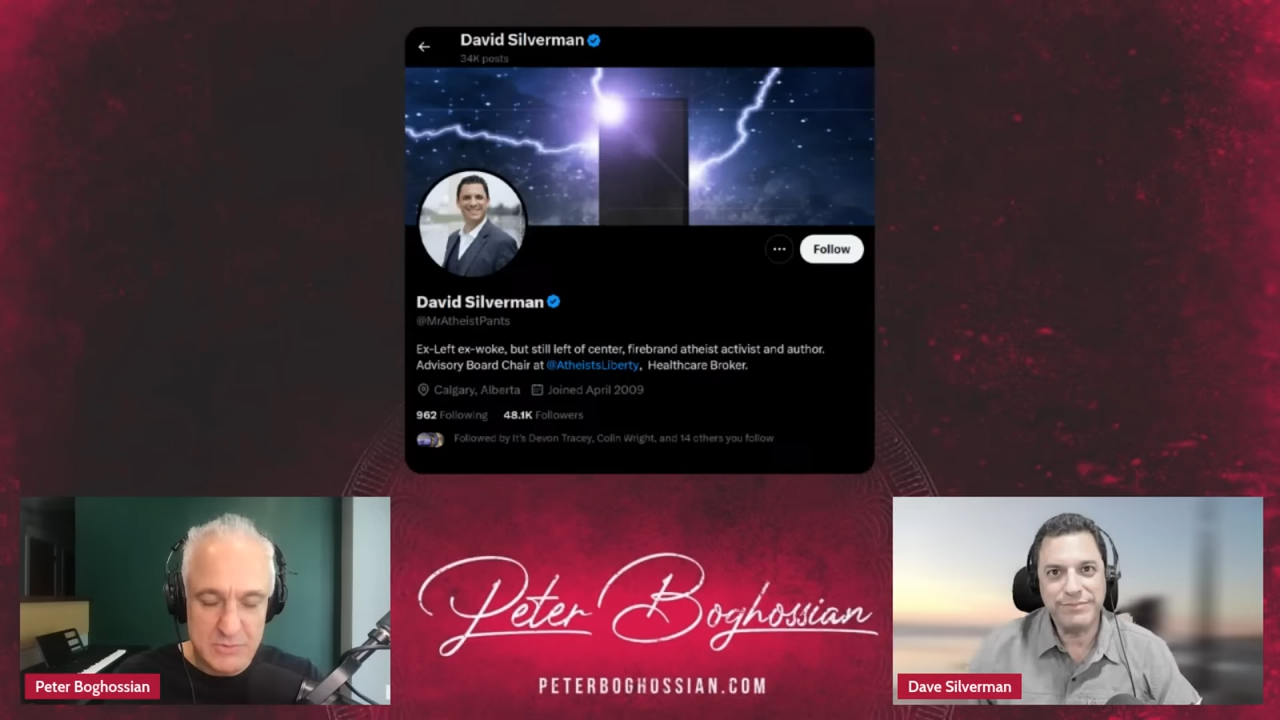 David Silverman
34K posts
Follow
David Silverman
@MrAtheistPants
Ex-Left ex-woke, but still left of center, firebrand atheist activist and author.
Advisory Board Chair at @AtheistsLiberty, Healthcare Broker.
Calgary, Alberta Joined April 2009
962 Following 48.1K Followers
Followed by It's Devon Tracey, Colin Wright, and 14 others you follow
Peter Boghossian
PETERBOGHOSSIAN.COM
Peter Boghossian
Dave Silverman